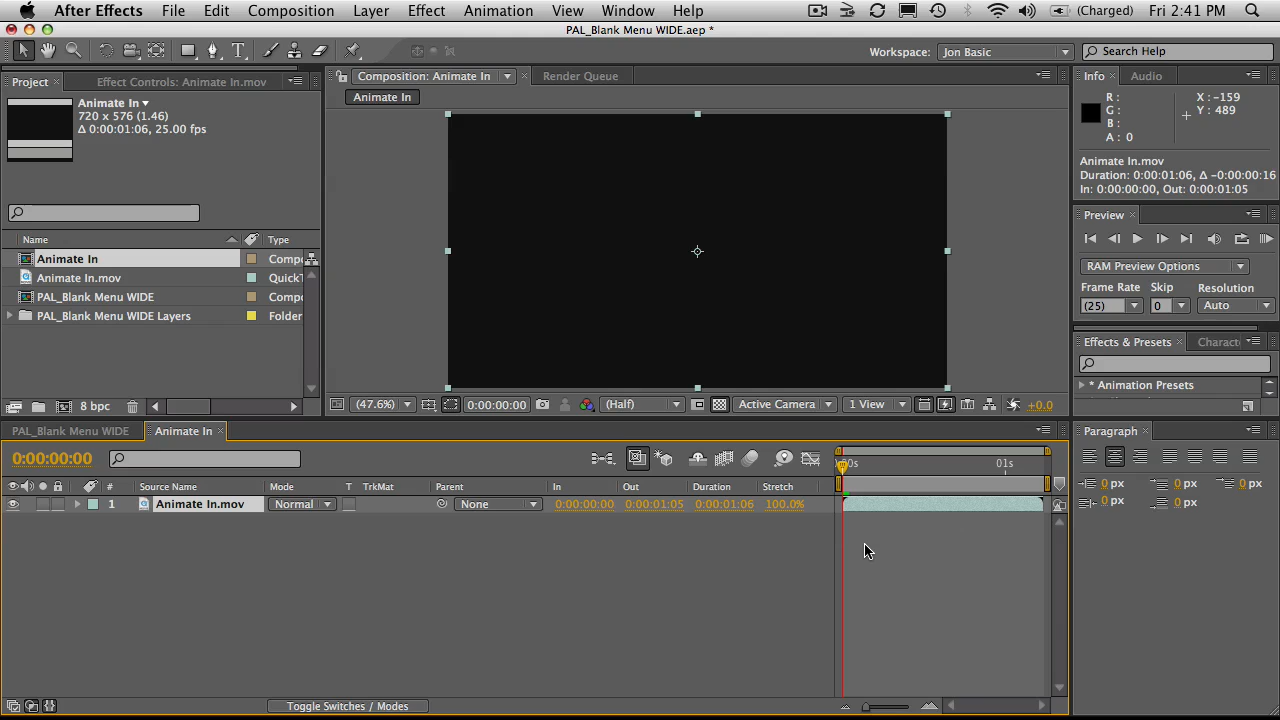 After Effects File Edit Composition Layer Effect Animation View Window Help (Charged) Fri 2:41 PM
PAL_Blank Menu WIDE.aep *
Workspace: Jon Basic Search Help
Project Effect Controls: Animate In.mov
Composition: Animate In Render Queue
Info Audio
Animate In
720 x 576 (1.46)
Δ 0:00:01:06, 25.00 fps
Animate In
R :
G :
B :
A : 0
X : -159
Y : 489
Animate In.mov
Duration: 0:00:01:06, Δ -0:00:00:16
In: 0:00:00:00, Out: 0:00:01:05
Preview
RAM Preview Options
Frame Rate Skip Resolution
(25) 0 Auto
Name Type
Animate In Compo
Animate In.mov QuickT
PAL_Blank Menu WIDE Compo
PAL_Blank Menu WIDE Layers Folder
Effects & Presets Charact
* Animation Presets
8 bpc
(47.6%) 0:00:00:00 (Half) Active Camera 1 View +0.0
PAL_Blank Menu WIDE Animate In
Paragraph
0:00:00:00
00s 01s
# Source Name Mode T TrkMat Parent In Out Duration Stretch
1 Animate In.mov Normal None 0:00:00:00 0:00:01:05 0:00:01:06 100.0%
0 px 0 px 0 px
0 px 0 px
Toggle Switches / Modes